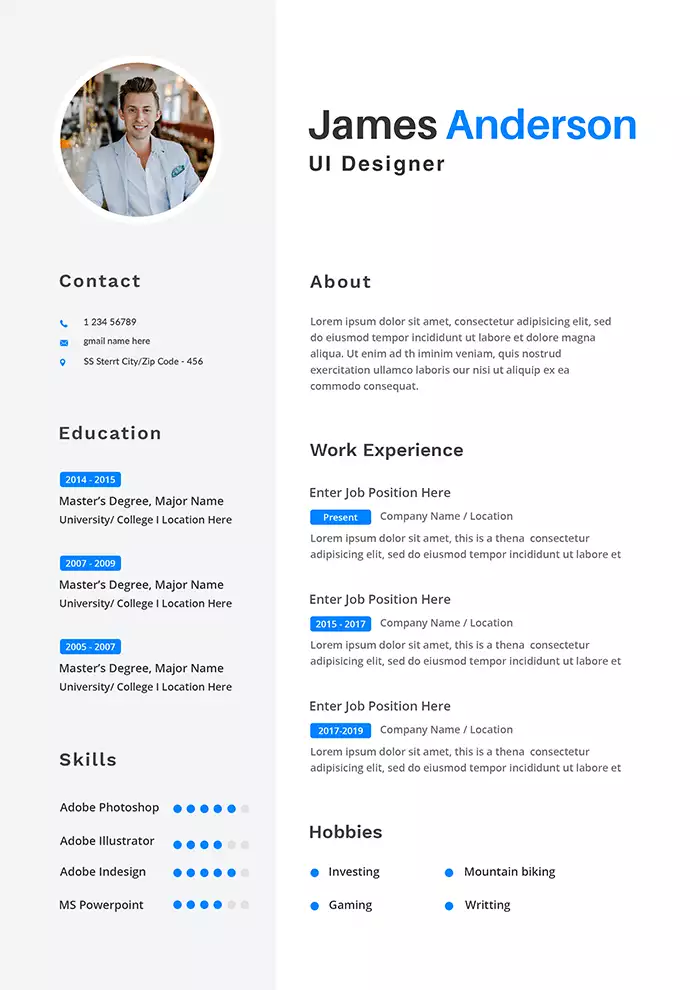 James Anderson
UI Designer
Contact
1 234 56789
gmail name here
SS Sterrt City/Zip Code - 456
Education
2014 - 2015
Master's Degree, Major Name
University/ College I Location Here
2007 - 2009
Master's Degree, Major Name
University/ College I Location Here
2005 - 2007
Master's Degree, Major Name
University/ College I Location Here
Skills
Adobe Photoshop
Adobe Illustrator
Adobe Indesign
MS Powerpoint
About
Lorem ipsum dolor sit amet, consectetur adipisicing elit, sed
do eiusmod tempor incididunt ut labore et dolore magna
aliqua. Ut enim ad th iminim veniam, quis nostrud
exercitation ullamco laboris our nisi ut aliquip ex ea
commodo consequat.
Work Experience
Enter Job Position Here
Present Company Name / Location
Lorem ipsum dolor sit amet, this is a thena consectetur
adipisicing elit, sed do eiusmod tempor incididunt ut labore et
Enter Job Position Here
2015 - 2017 Company Name / Location
Lorem ipsum dolor sit amet, this is a thena consectetur
adipisicing elit, sed do eiusmod tempor incididunt ut labore et
Enter Job Position Here
2017-2019 Company Name / Location
Lorem ipsum dolor sit amet, this is a thena consectetur
adipisicing elit, sed do eiusmod tempor incididunt ut labore et
Hobbies
Investing Mountain biking
Gaming Writting